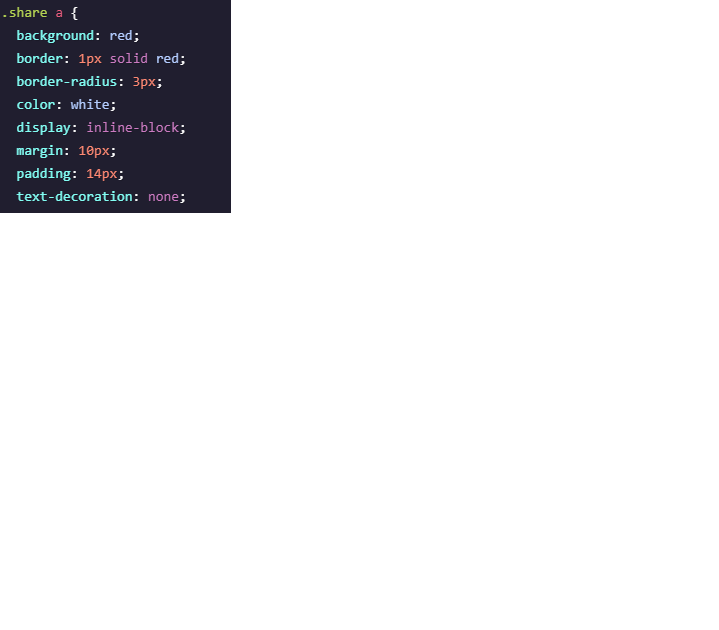 .share a {
background: red;
border: 1px solid red;
border-radius: 3px;
color: white;
display: inline-block;
margin: 10px;
padding: 14px;
text-decoration: none;